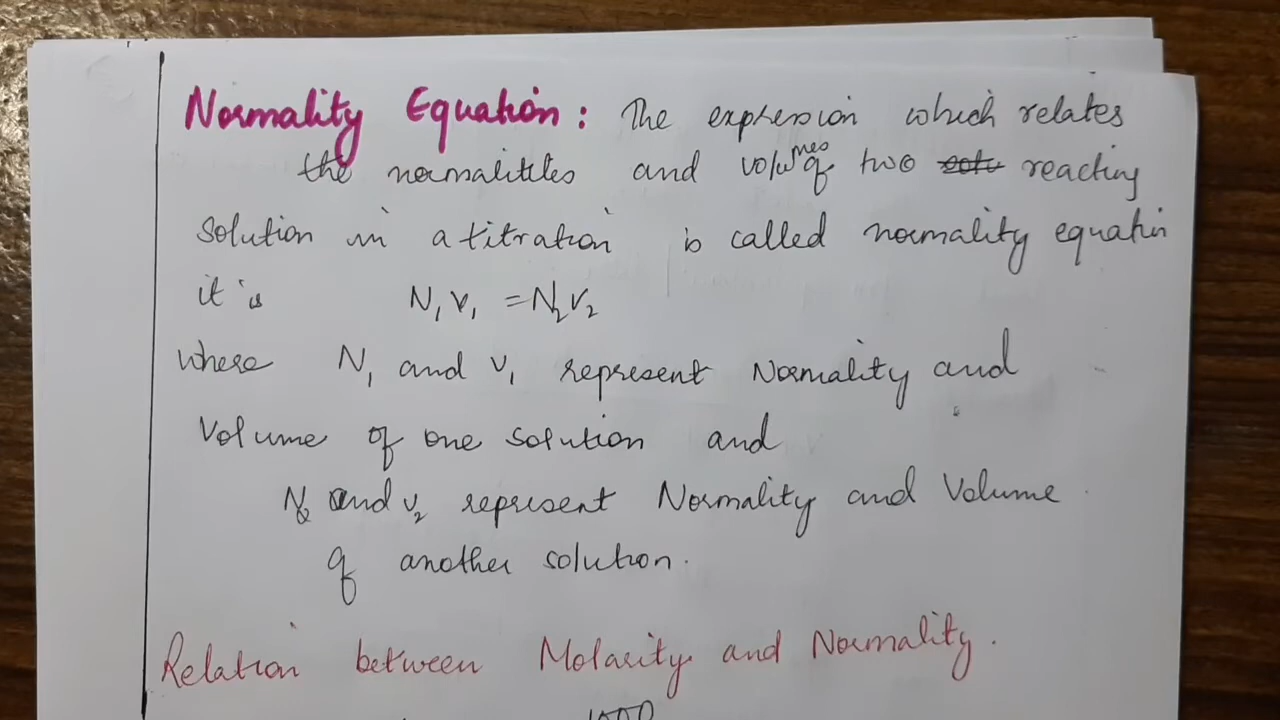 Normality Equation: The expression which relates
the normalitites and volumes of two reacting
solution in a titration is called normality equation
it is N₁V₁ = N₂V₂
where N₁ and V₁ represent Normality and
Volume of one solution and
N₂ and V₂ represent Normality and Volume
of another solution.
Relation between Molarity and Normality.
1000